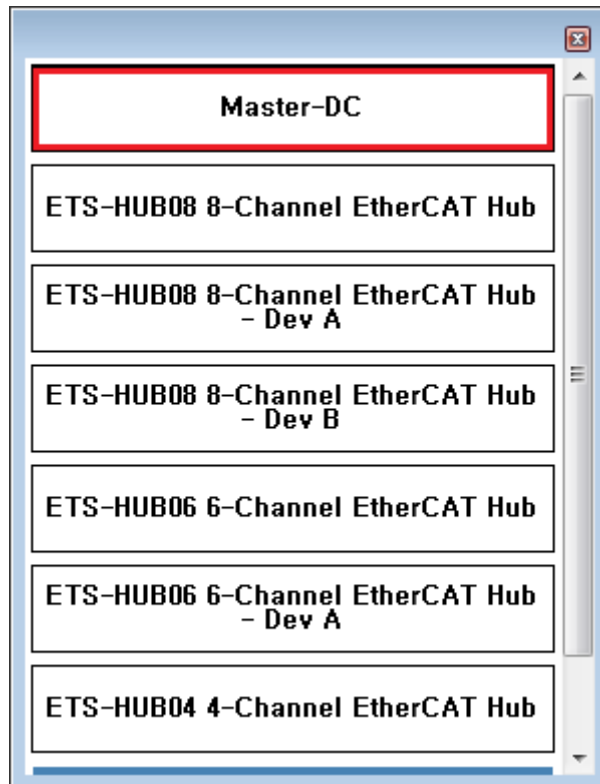 Master-DC
ETS-HUB08 8-Channel EtherCAT Hub
ETS-HUB08 8-Channel EtherCAT Hub
- Dev A
ETS-HUB08 8-Channel EtherCAT Hub
- Dev B
ETS-HUB06 6-Channel EtherCAT Hub
ETS-HUB06 6-Channel EtherCAT Hub
- Dev A
ETS-HUB04 4-Channel EtherCAT Hub